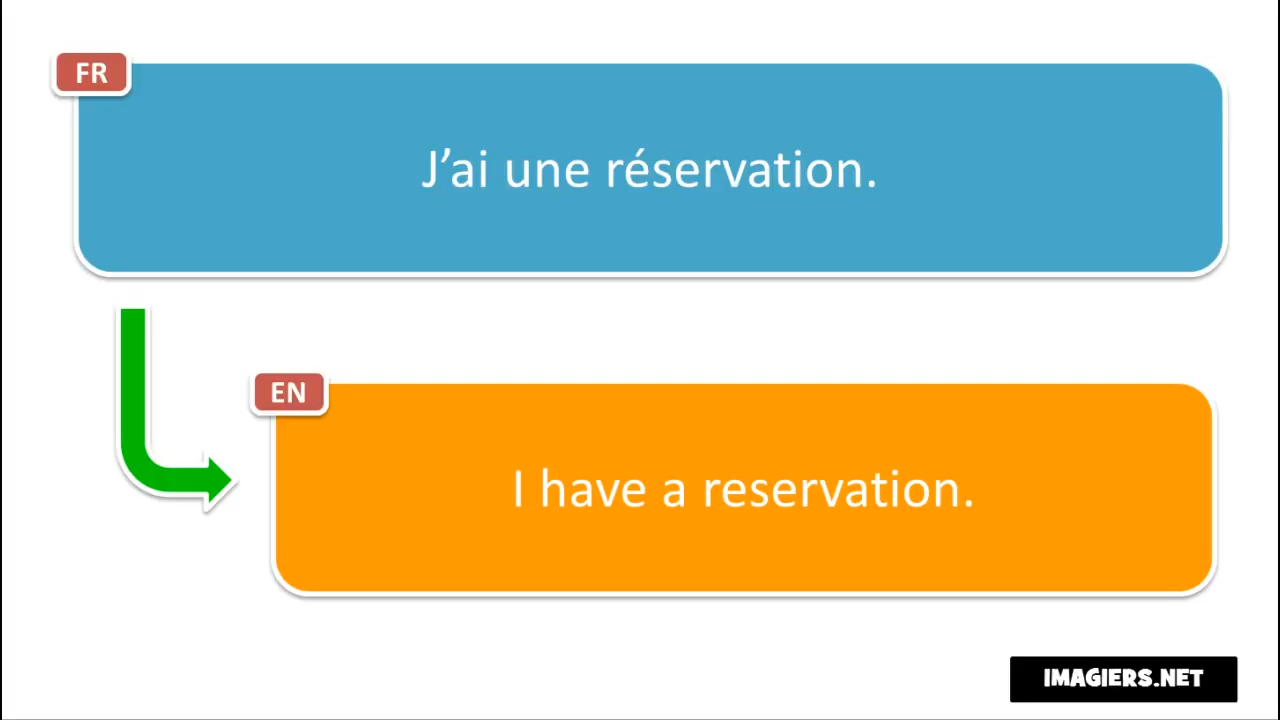 FR
J’ai une réservation.
EN
I have a reservation.
IMAGIERS.NET